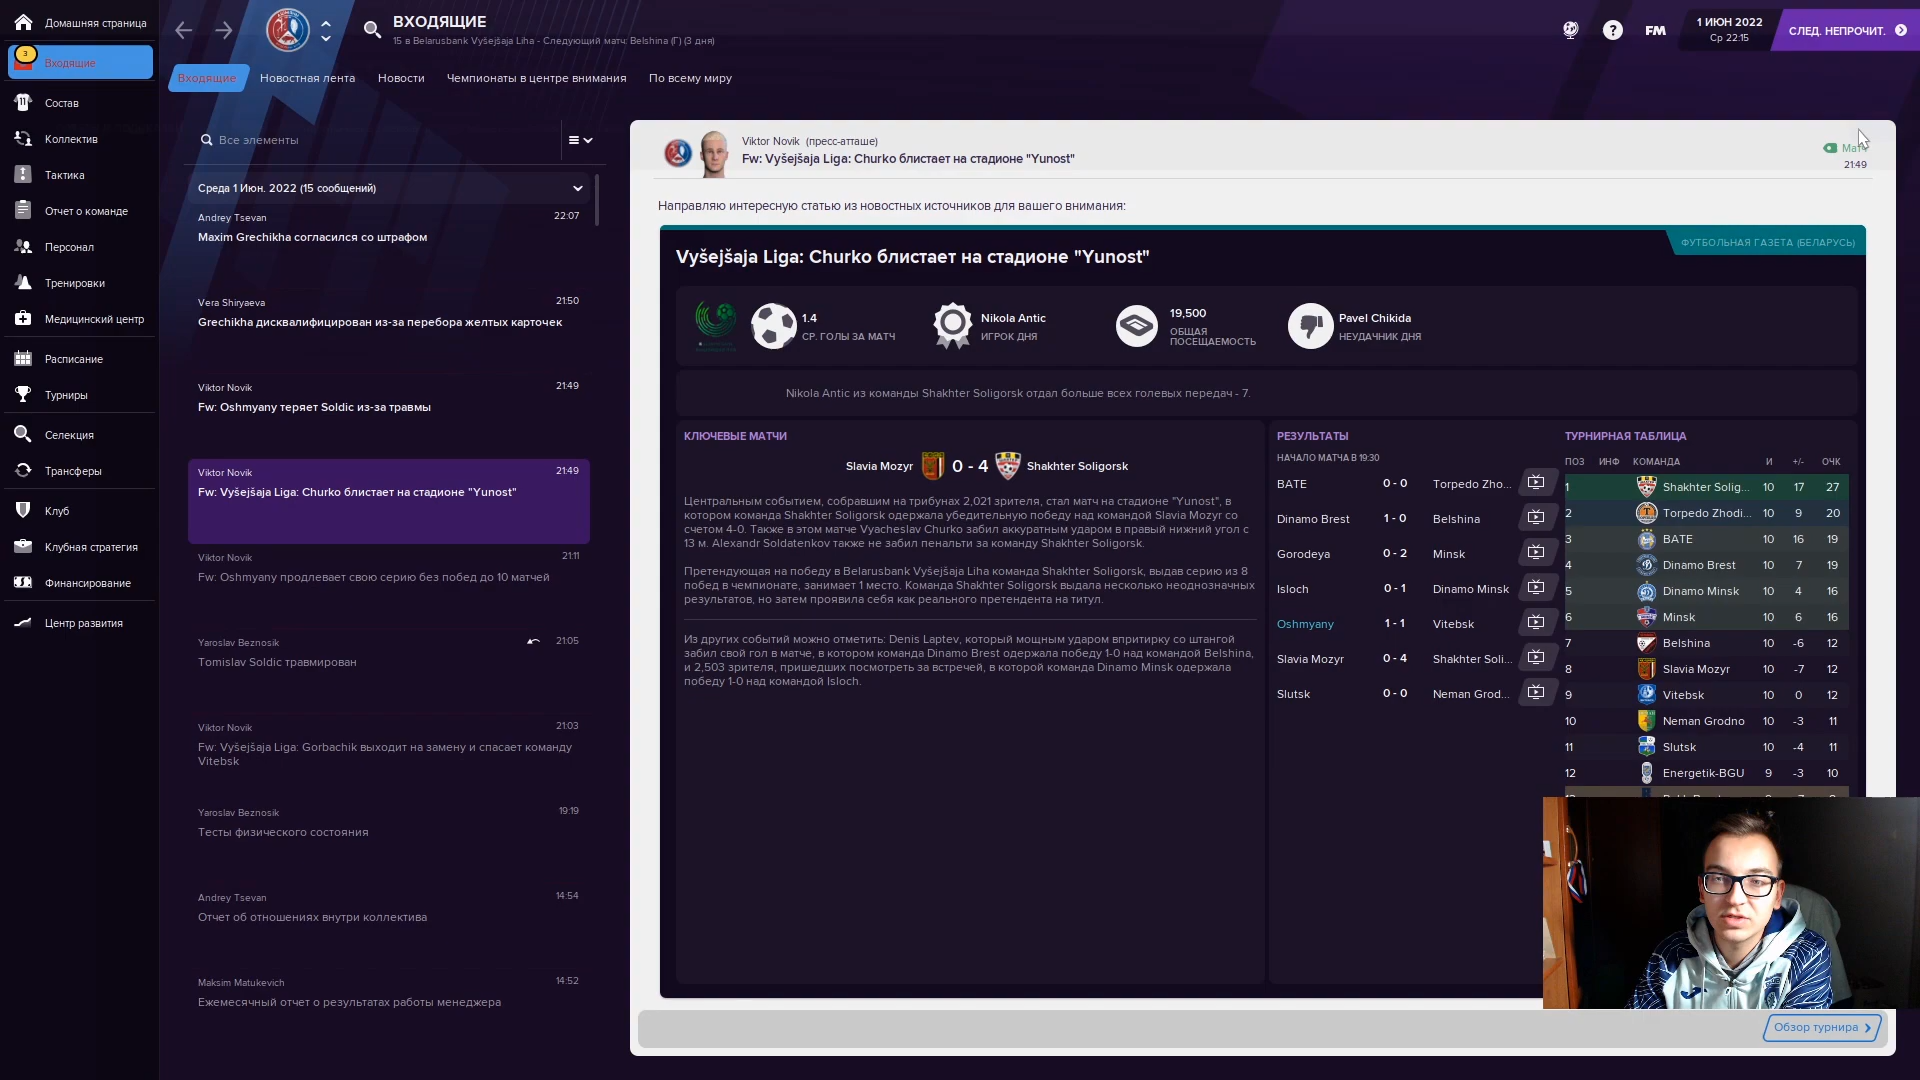 Домашняя страница
3
Входящие
Состав
Коллектив
Тактика
Отчет о команде
Персонал
Тренировки
Медицинский центр
Расписание
Турниры
Селекция
Трансферы
Клуб
Клубная стратегия
Финансирование
Центр развития
ВХОДЯЩИЕ
15 в Belarusbank Vyšejšaja Liha - Следующий матч: Belshina (Г) (3 дня)
FM
1 ИЮН 2022
Ср 22:15
СЛЕД. НЕПРОЧИТ.
Входящие Новостная лента Новости Чемпионаты в центре внимания По всему миру
Все элементы
Среда 1 Июн. 2022 (15 сообщений)
Andrey Tsevan 22:07
Maxim Grechikha согласился со штрафом
Vera Shiryaeva 21:50
Grechikha дисквалифицирован из-за перебора желтых карточек
Viktor Novik 21:49
Fw: Oshmyany теряет Soldic из-за травмы
Viktor Novik 21:49
Fw: Vyšejšaja Liga: Churko блистает на стадионе "Yunost"
Viktor Novik 21:11
Fw: Oshmyany продлевает свою серию без побед до 10 матчей
Yaroslav Beznosik 21:05
Tomislav Soldic травмирован
Viktor Novik 21:03
Fw: Vyšejšaja Liga: Gorbachik выходит на замену и спасает команду
Vitebsk
Yaroslav Beznosik 19:19
Тесты физического состояния
Andrey Tsevan 14:54
Отчет об отношениях внутри коллектива
Maksim Matukevich 14:52
Ежемесячный отчет о результатах работы менеджера
Viktor Novik (пресс-атташе)
Fw: Vyšejšaja Liga: Churko блистает на стадионе "Yunost"
Матч
21:49
Направляю интересную статью из новостных источников для вашего внимания:
ФУТБОЛЬНАЯ ГАЗЕТА (БЕЛАРУСЬ)
Vyšejšaja Liga: Churko блистает на стадионе "Yunost"
1.4
СР. ГОЛЫ ЗА МАТЧ
Nikola Antic
ИГРОК ДНЯ
19,500
ОБЩАЯ
ПОСЕЩАЕМОСТЬ
Pavel Chikida
НЕУДАЧНИК ДНЯ
Nikola Antic из команды Shakhter Soligorsk отдал больше всех голевых передач - 7.
КЛЮЧЕВЫЕ МАТЧИ
Slavia Mozyr 0 - 4 Shakhter Soligorsk
Центральным событием, собравшим на трибунах 2,021 зрителя, стал матч на стадионе "Yunost", в
котором команда Shakhter Soligorsk одержала убедительную победу над командой Slavia Mozyr со
счетом 4-0. Также в этом матче Vyacheslav Churko забил аккуратным ударом в правый нижний угол с
13 м. Alexandr Soldatenkov также не забил пенальти за команду Shakhter Soligorsk.
Претендующая на победу в Belarusbank Vyšejšaja Liha команда Shakhter Soligorsk, выдав серию из 8
побед в чемпионате, занимает 1 место. Команда Shakhter Soligorsk выдала несколько неоднозначных
результатов, но затем проявила себя как реального претендента на титул.
Из других событий можно отметить: Denis Laptev, который мощным ударом впритирку со штангой
забил свой гол в матче, в котором команда Dinamo Brest одержала победу 1-0 над командой Belshina,
и 2,503 зрителя, пришедших посмотреть за встречей, в которой команда Dinamo Minsk одержала
победу 1-0 над командой Isloch.
РЕЗУЛЬТАТЫ
НАЧАЛО МАТЧА В 19:30
BATE 0 - 0 Torpedo Zho...
Dinamo Brest 1 - 0 Belshina
Gorodeya 0 - 2 Minsk
Isloch 0 - 1 Dinamo Minsk
Oshmyany 1 - 1 Vitebsk
Slavia Mozyr 0 - 4 Shakhter Soli...
Slutsk 0 - 0 Neman Grod...
ТУРНИРНАЯ ТАБЛИЦА
ПОЗ ИНФ КОМАНДА И +/- ОЧК
1 Shakhter Solig... 10 17 27
2 Torpedo Zhodi... 10 9 20
3 BATE 10 16 19
4 Dinamo Brest 10 7 19
5 Dinamo Minsk 10 4 16
6 Minsk 10 6 16
7 Belshina 10 -6 12
8 Slavia Mozyr 10 -7 12
9 Vitebsk 10 0 12
10 Neman Grodno 10 -3 11
11 Slutsk 10 -4 11
12 Energetik-BGU 9 -3 10
Обзор турнира